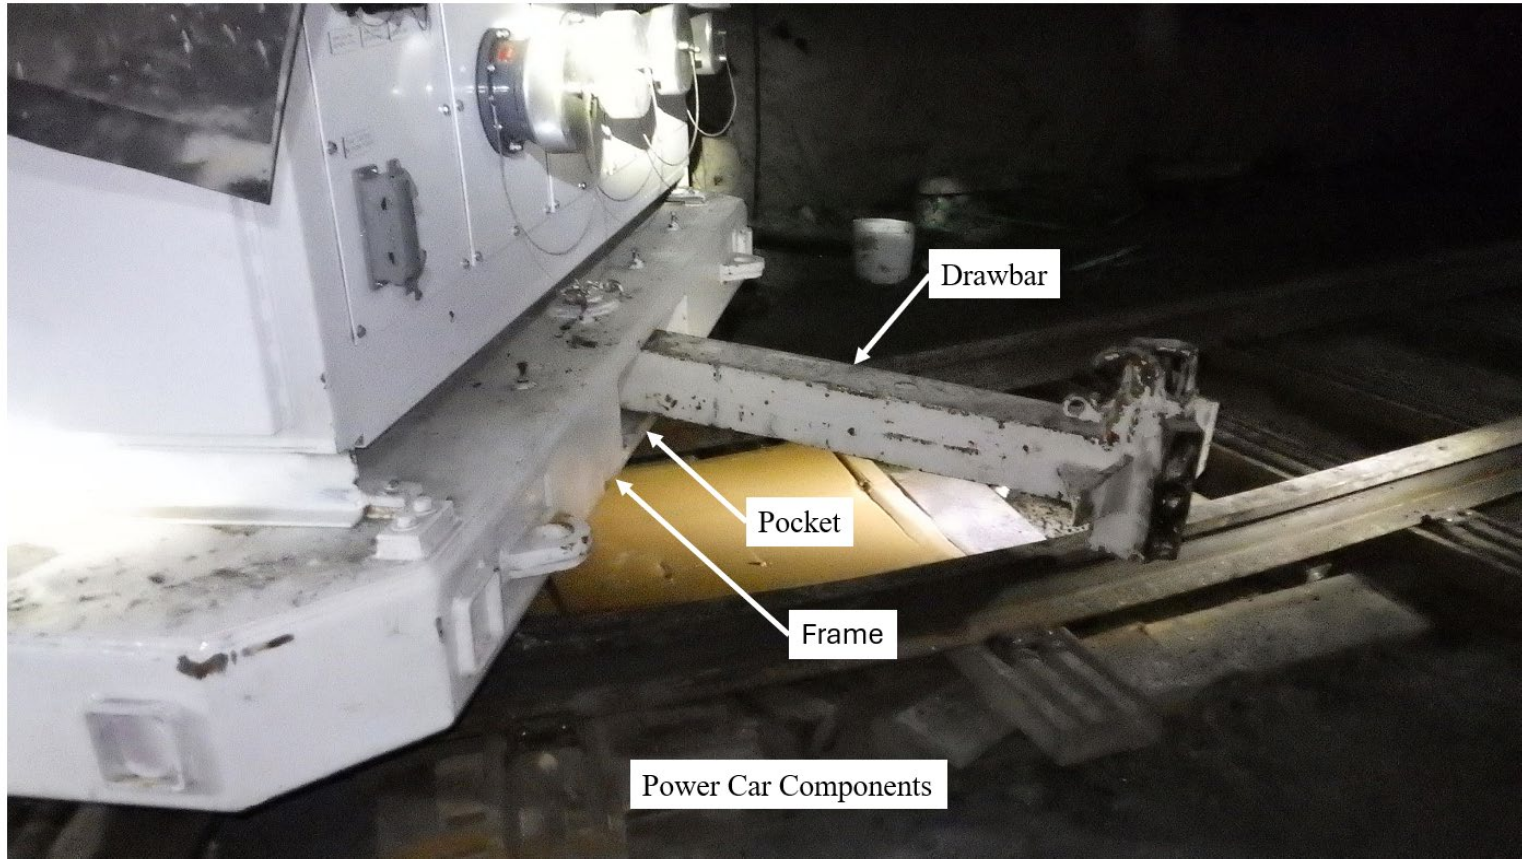 Drawbar
Pocket
Frame
Power Car Components